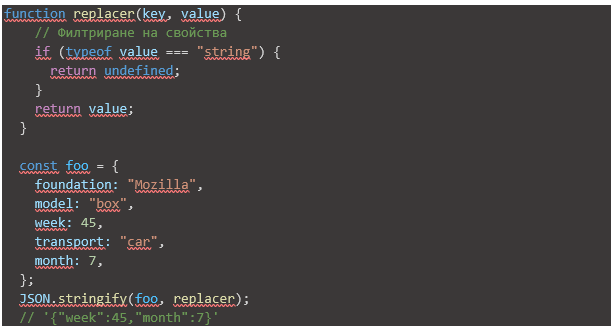 function replacer(key, value) {
    // Филтриране на свойства
    if (typeof value === "string") {
      return undefined;
    }
    return value;
  }

  const foo = {
    foundation: "Mozilla",
    model: "box",
    week: 45,
    transport: "car",
    month: 7,
  };
  JSON.stringify(foo, replacer);
  // '{"week":45,"month":7}'